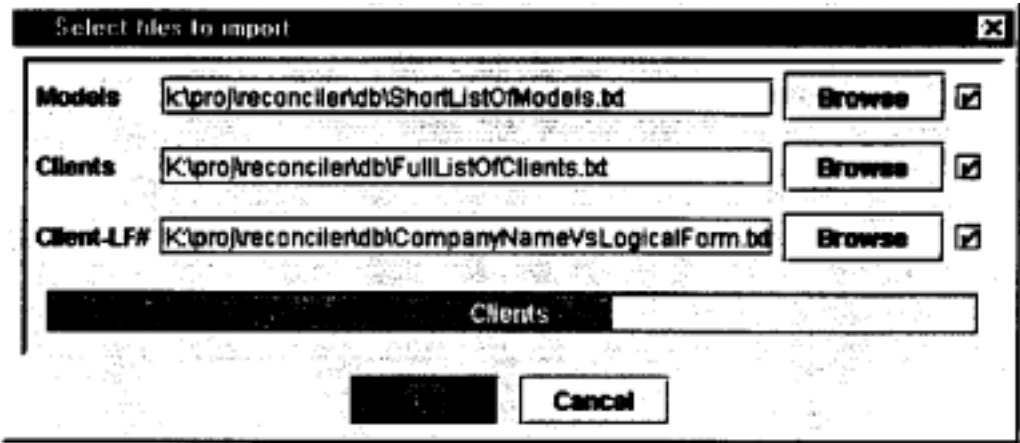 Select files to import
Models k:\proj\reconciler\db\ShortListOfModels.txt Browse
Clients K:\proj\reconciler\db\FullListOfClients.txt Browse
Client-LF# K:\proj\reconciler\db\CompanyNameVsLogicalForm.txt Browse
Clients
Cancel